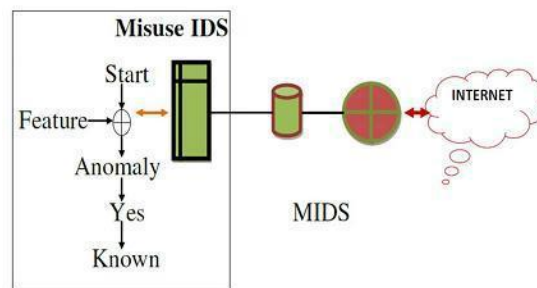 Misuse IDS
Start
Feature
Anomaly
Yes
Known
INTERNET
MIDS